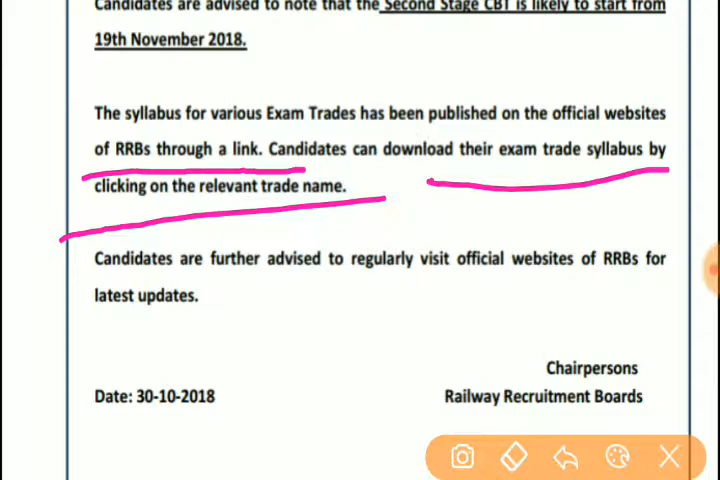 Candidates are advised to note that the Second Stage CBT is likely to start from
19th November 2018.
The syllabus for various Exam Trades has been published on the official websites
of RRBs through a link. Candidates can download their exam trade syllabus by
clicking on the relevant trade name.
Candidates are further advised to regularly visit official websites of RRBs for
latest updates.
Chairpersons
Date: 30-10-2018 Railway Recruitment Boards